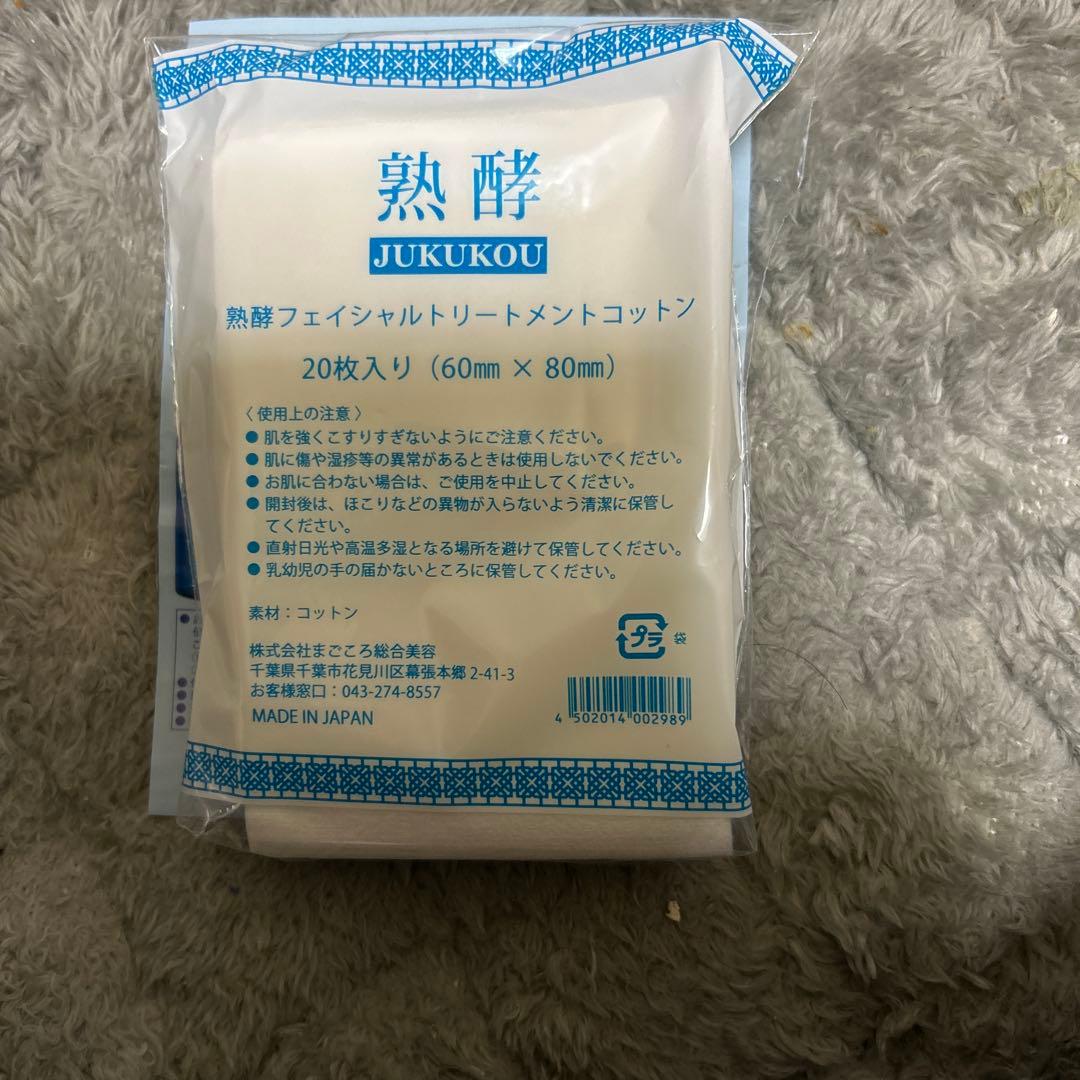 熟酵
JUKUKOU
熟酵フェイシャルトリートメントコットン
20枚入り（60㎜ × 80㎜）
〈 使用上の注意 〉
● 肌を強くこすりすぎないようにご注意ください。
● 肌に傷や湿疹等の異常があるときは使用しないでください。
● お肌に合わない場合は、ご使用を中止してください。
● 開封後は、ほこりなどの異物が入らないよう清潔に保管し
てください。
● 直射日光や高温多湿となる場所を避けて保管してください。
● 乳幼児の手の届かないところに保管してください。
素材：コットン
プラ 袋
株式会社まごころ総合美容
千葉県千葉市花見川区幕張本郷 2-41-3
お客様窓口：043-274-8557
MADE IN JAPAN
4 502014 002989